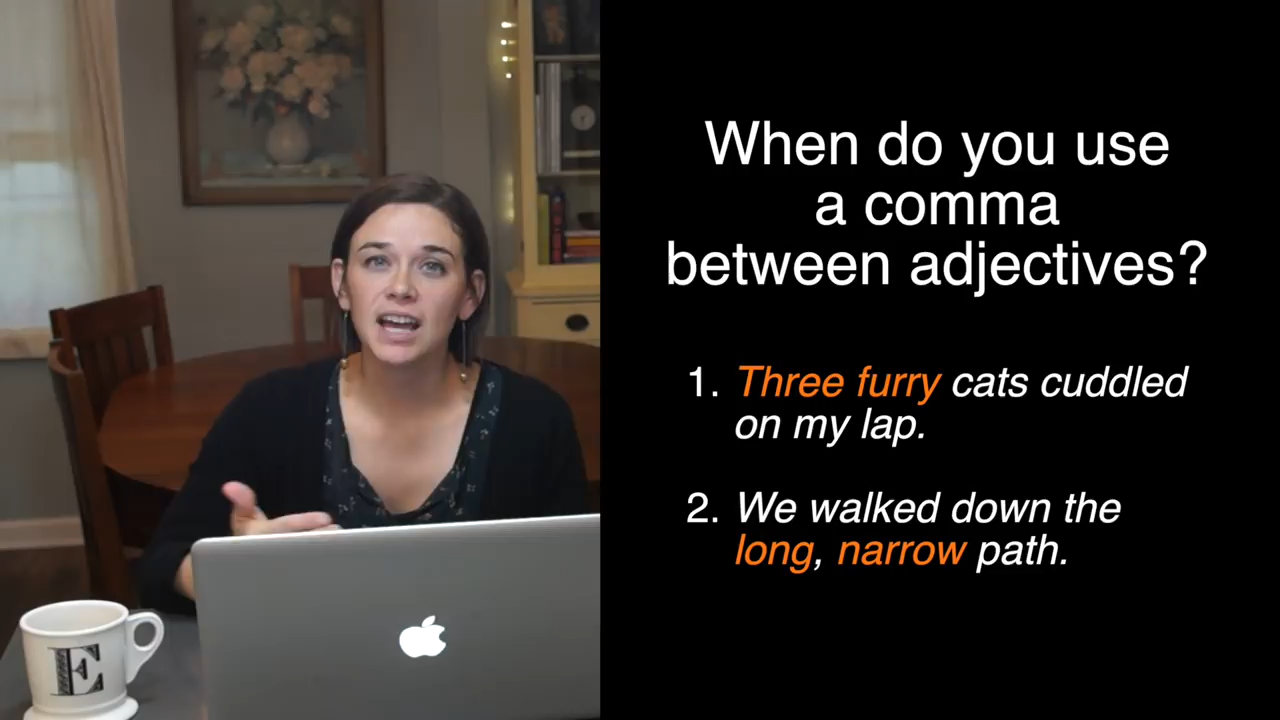 When do you use
a comma
between adjectives?
1. Three furry cats cuddled
on my lap.
2. We walked down the
long, narrow path.
E